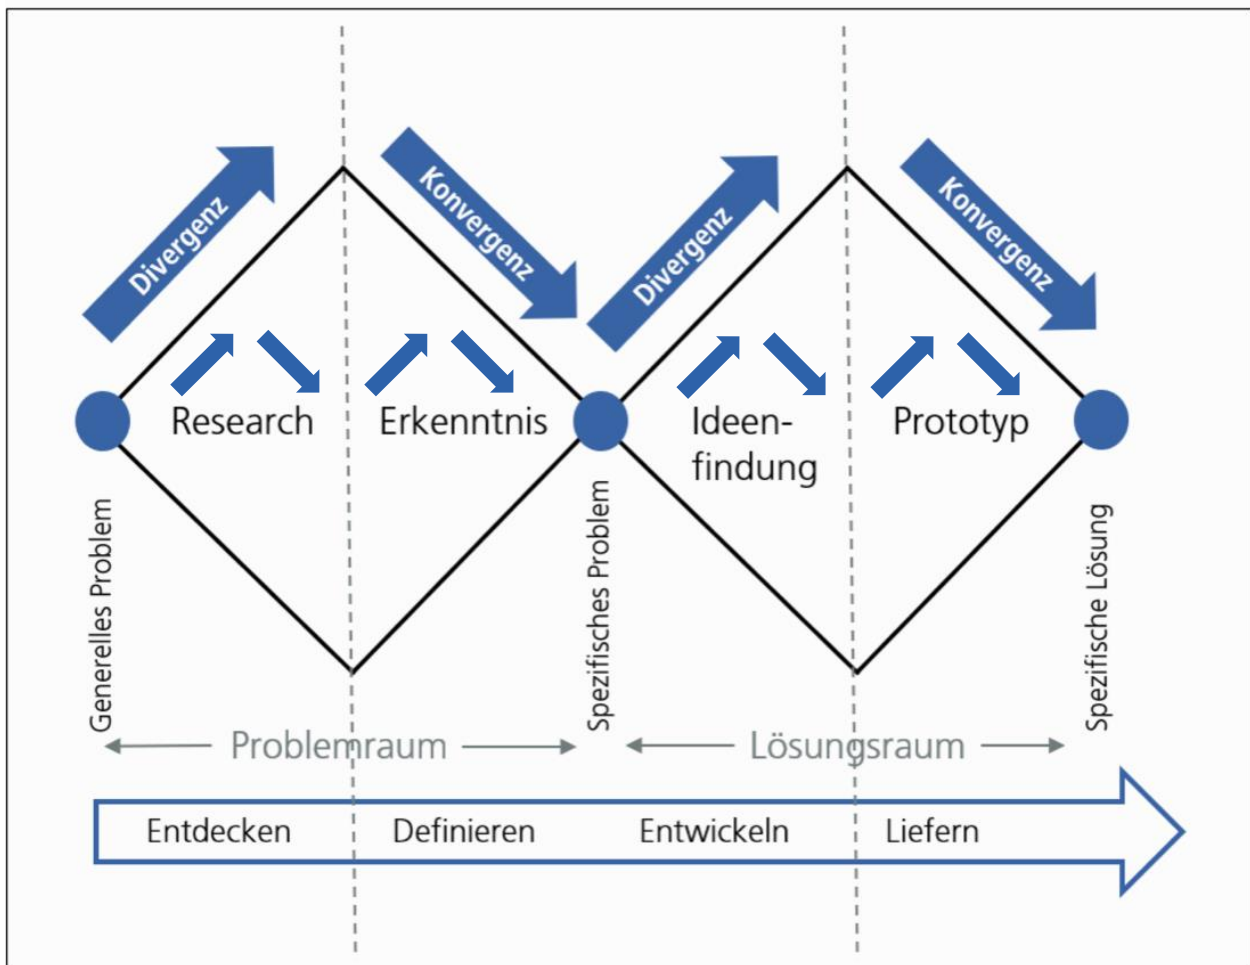 Divergenz
Konvergenz
Divergenz
Konvergenz
Research
Erkenntnis
Ideen-
findung
Prototyp
Generelles Problem
Spezifisches Problem
Spezifische Lösung
Problemraum
Lösungsraum
Entdecken
Definieren
Entwickeln
Liefern